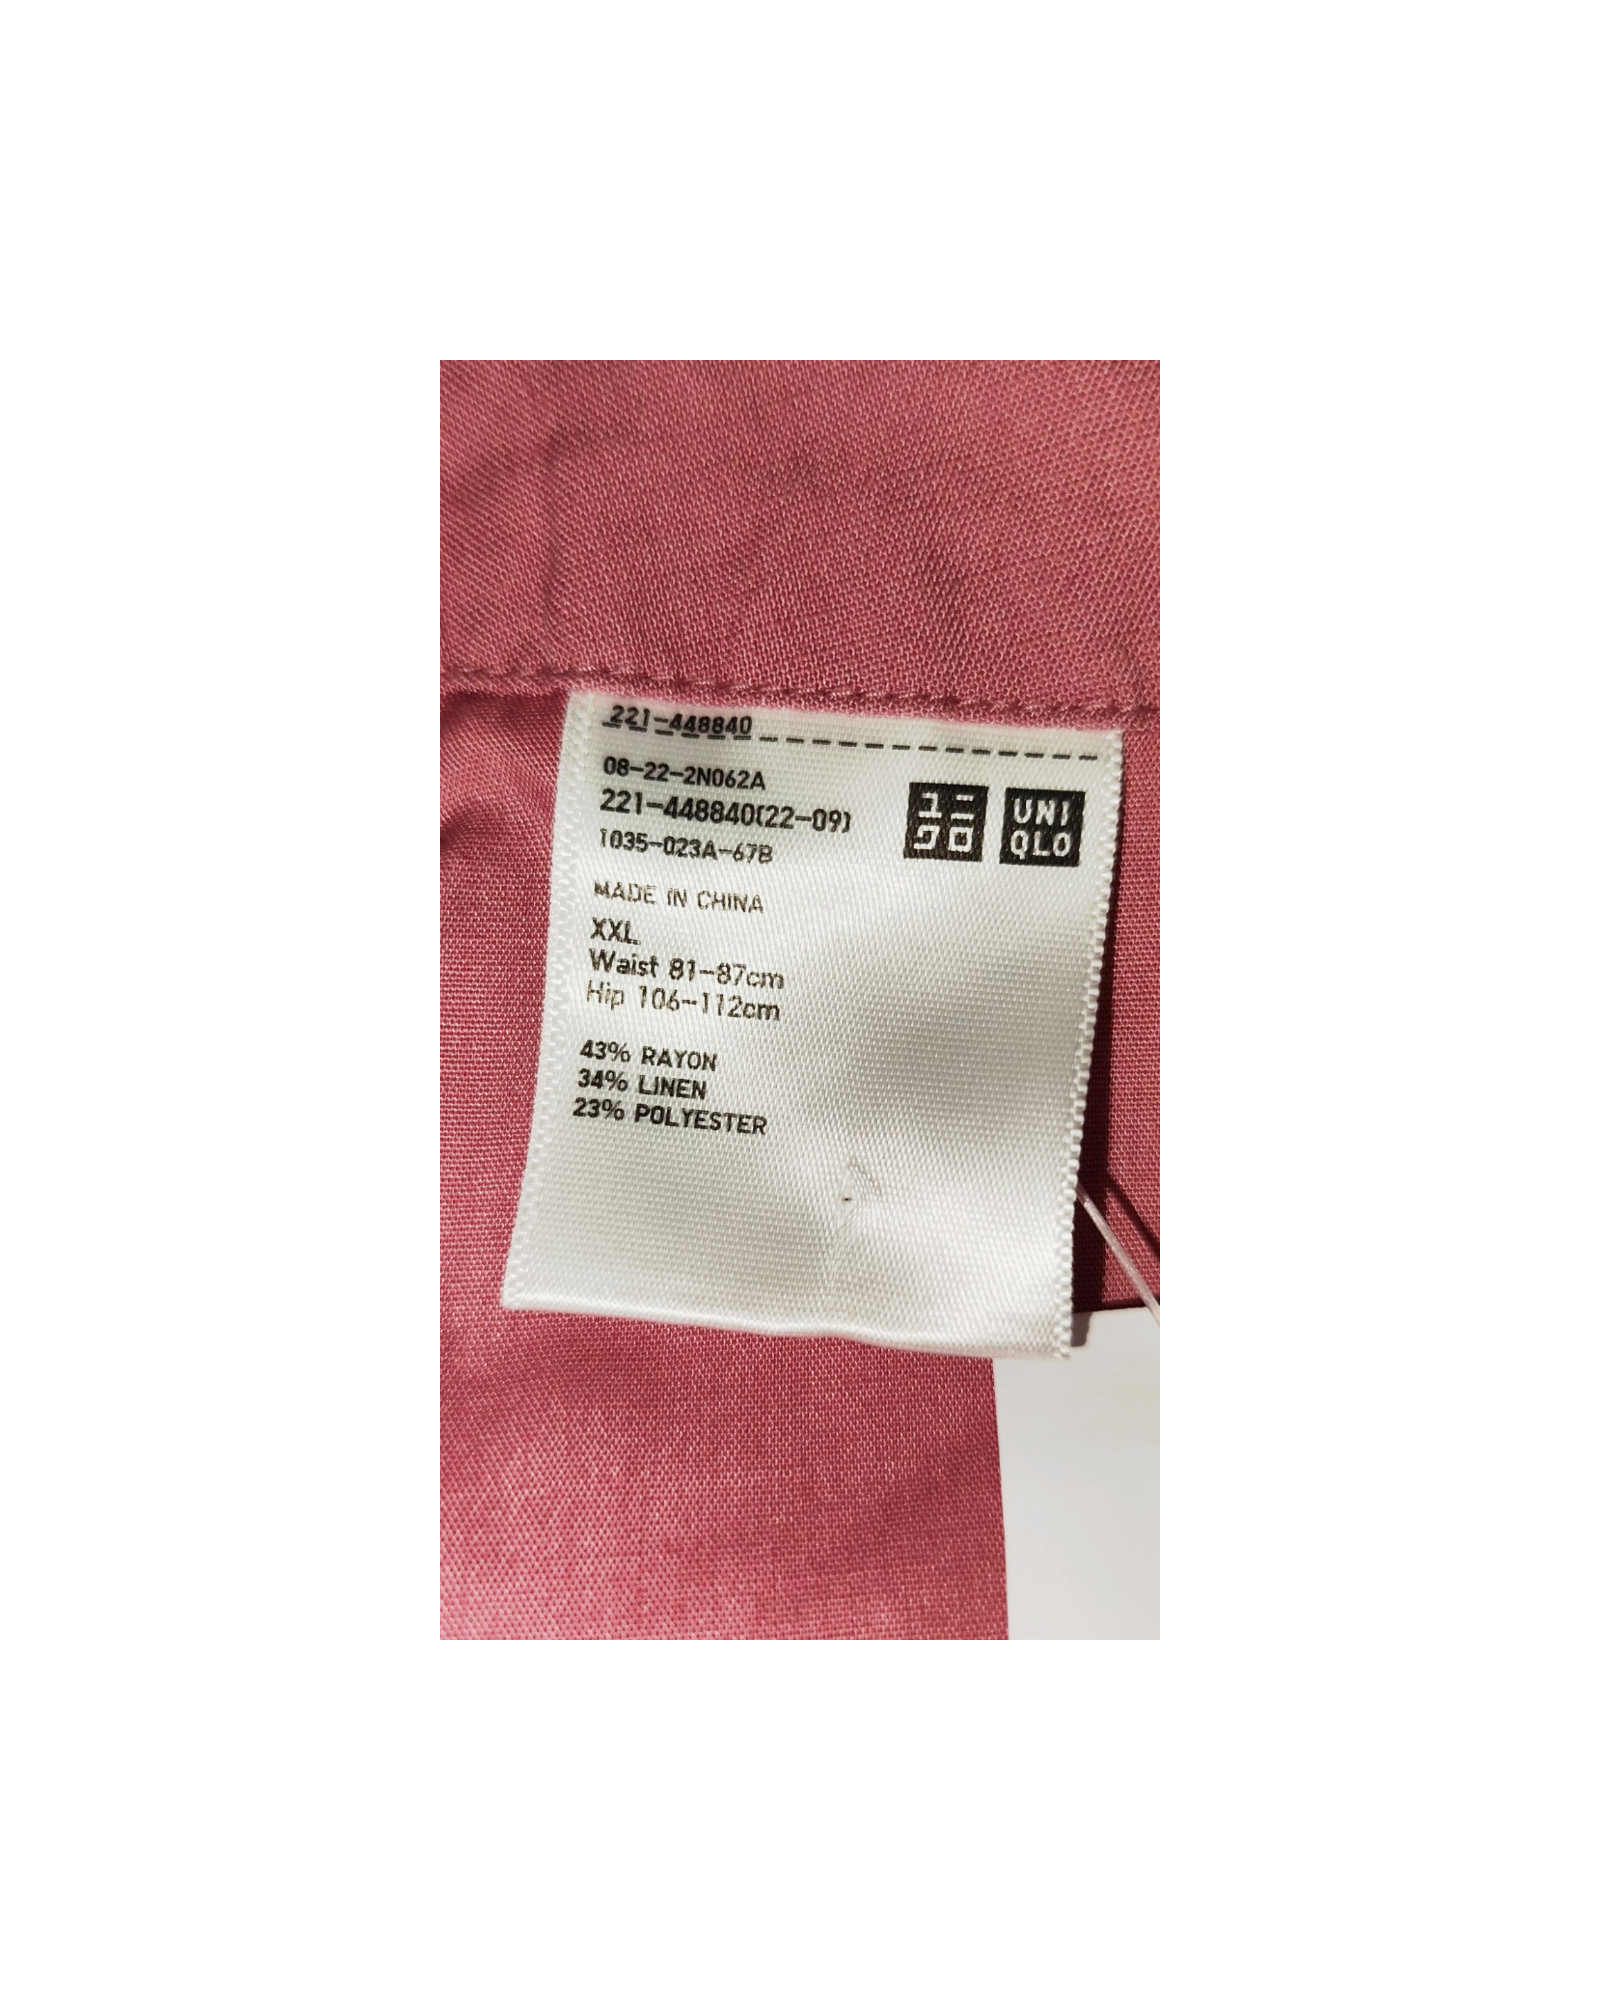 221-448840
08-22-2N062A
221-448840(22-09)
1035-023A-67B
ユニ
クロ
UNI
QLO
MADE IN CHINA
XXL
Waist 81-87cm
Hip 106-112cm
43% RAYON
34% LINEN
23% POLYESTER